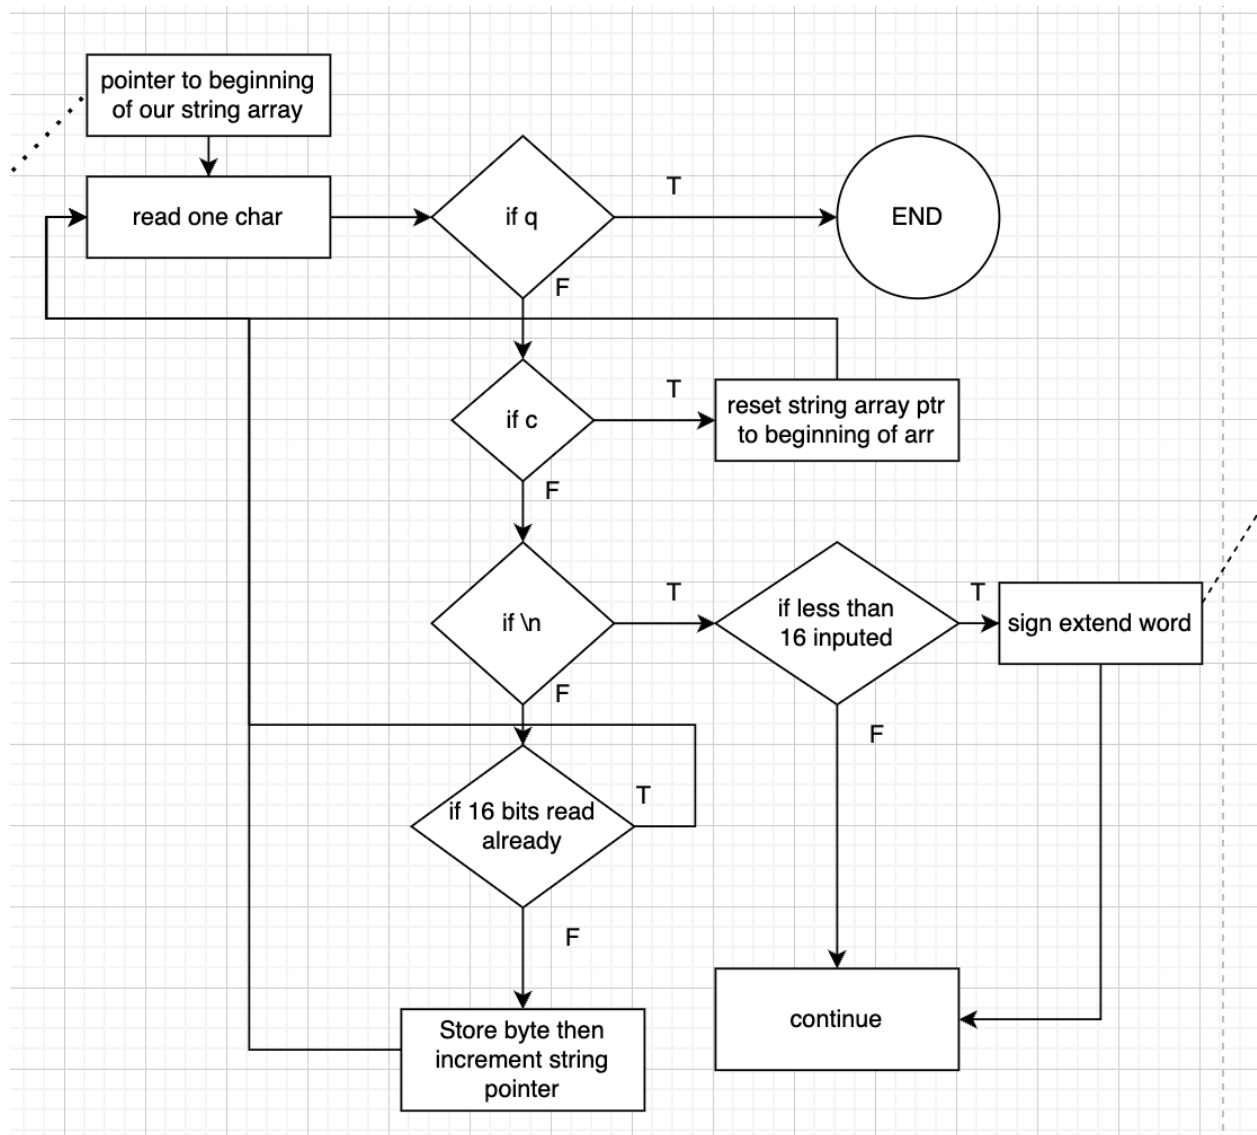 pointer to beginning
of our string array
read one char
if q
T
END
F
if c
T
reset string array ptr
to beginning of arr
F
if \n
T
if less than
16 inputed
T
sign extend word
F
F
if 16 bits read
already
T
F
Store byte then
increment string
pointer
continue